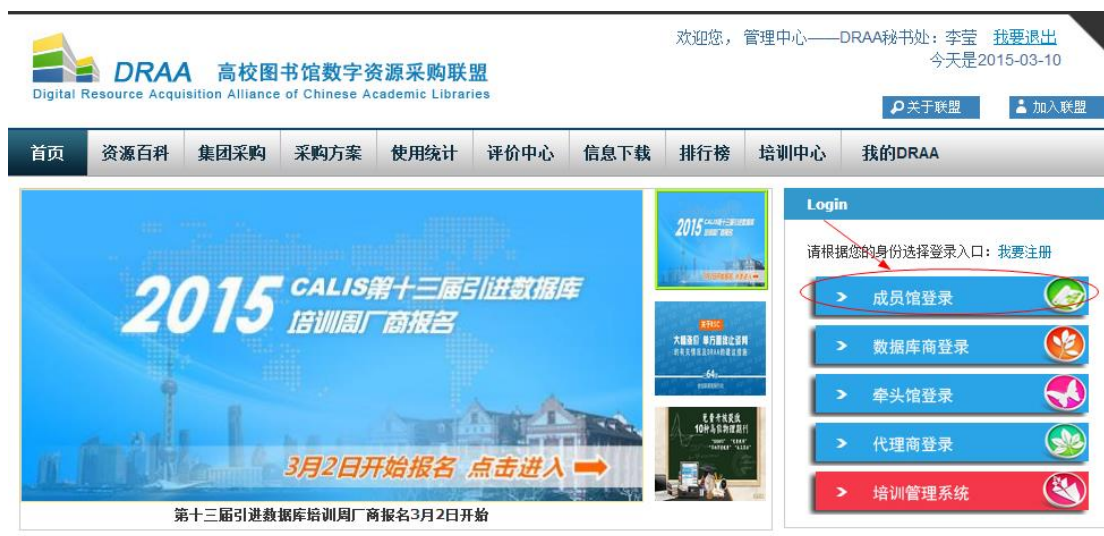 欢迎您，管理中心——DRAA秘书处：李莹 我要退出
今天是2015-03-10
DRAA 高校图书馆数字资源采购联盟
Digital Resource Acquisition Alliance of Chinese Academic Libraries
关于联盟 加入联盟
首页 资源百科 集团采购 采购方案 使用统计 评价中心 信息下载 排行榜 培训中心 我的DRAA
2015 CALIS第十三届引进数据库
培训周厂商报名
3月2日开始报名 点击进入
第十三届引进数据库培训周厂商报名3月2日开始
2015
Login
请根据您的身份选择登录入口：我要注册
成员馆登录
数据库商登录
牵头馆登录
代理商登录
培训管理系统